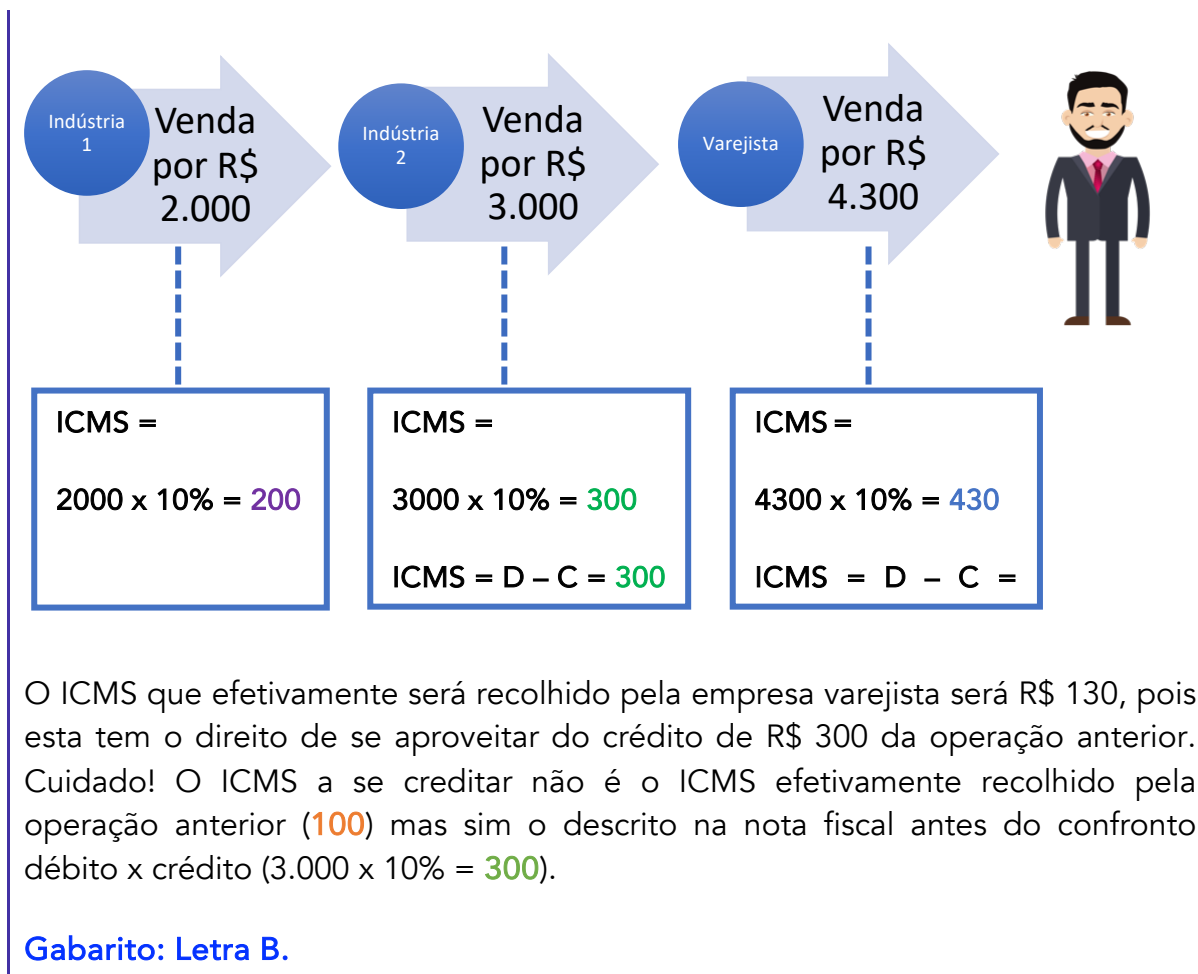 Indústria
1
Venda
por R$
2.000
Indústria
2
Venda
por R$
3.000
Varejista
Venda
por R$
4.300
ICMS =
2000 x 10% = 200
ICMS =
3000 x 10% = 300
ICMS = D – C = 300
ICMS =
4300 x 10% = 430
ICMS = D – C =
O ICMS que efetivamente será recolhido pela empresa varejista será R$ 130, pois
esta tem o direito de se aproveitar do crédito de R$ 300 da operação anterior.
Cuidado! O ICMS a se creditar não é o ICMS efetivamente recolhido pela
operação anterior (100) mas sim o descrito na nota fiscal antes do confronto
débito x crédito (3.000 x 10% = 300).
Gabarito: Letra B.